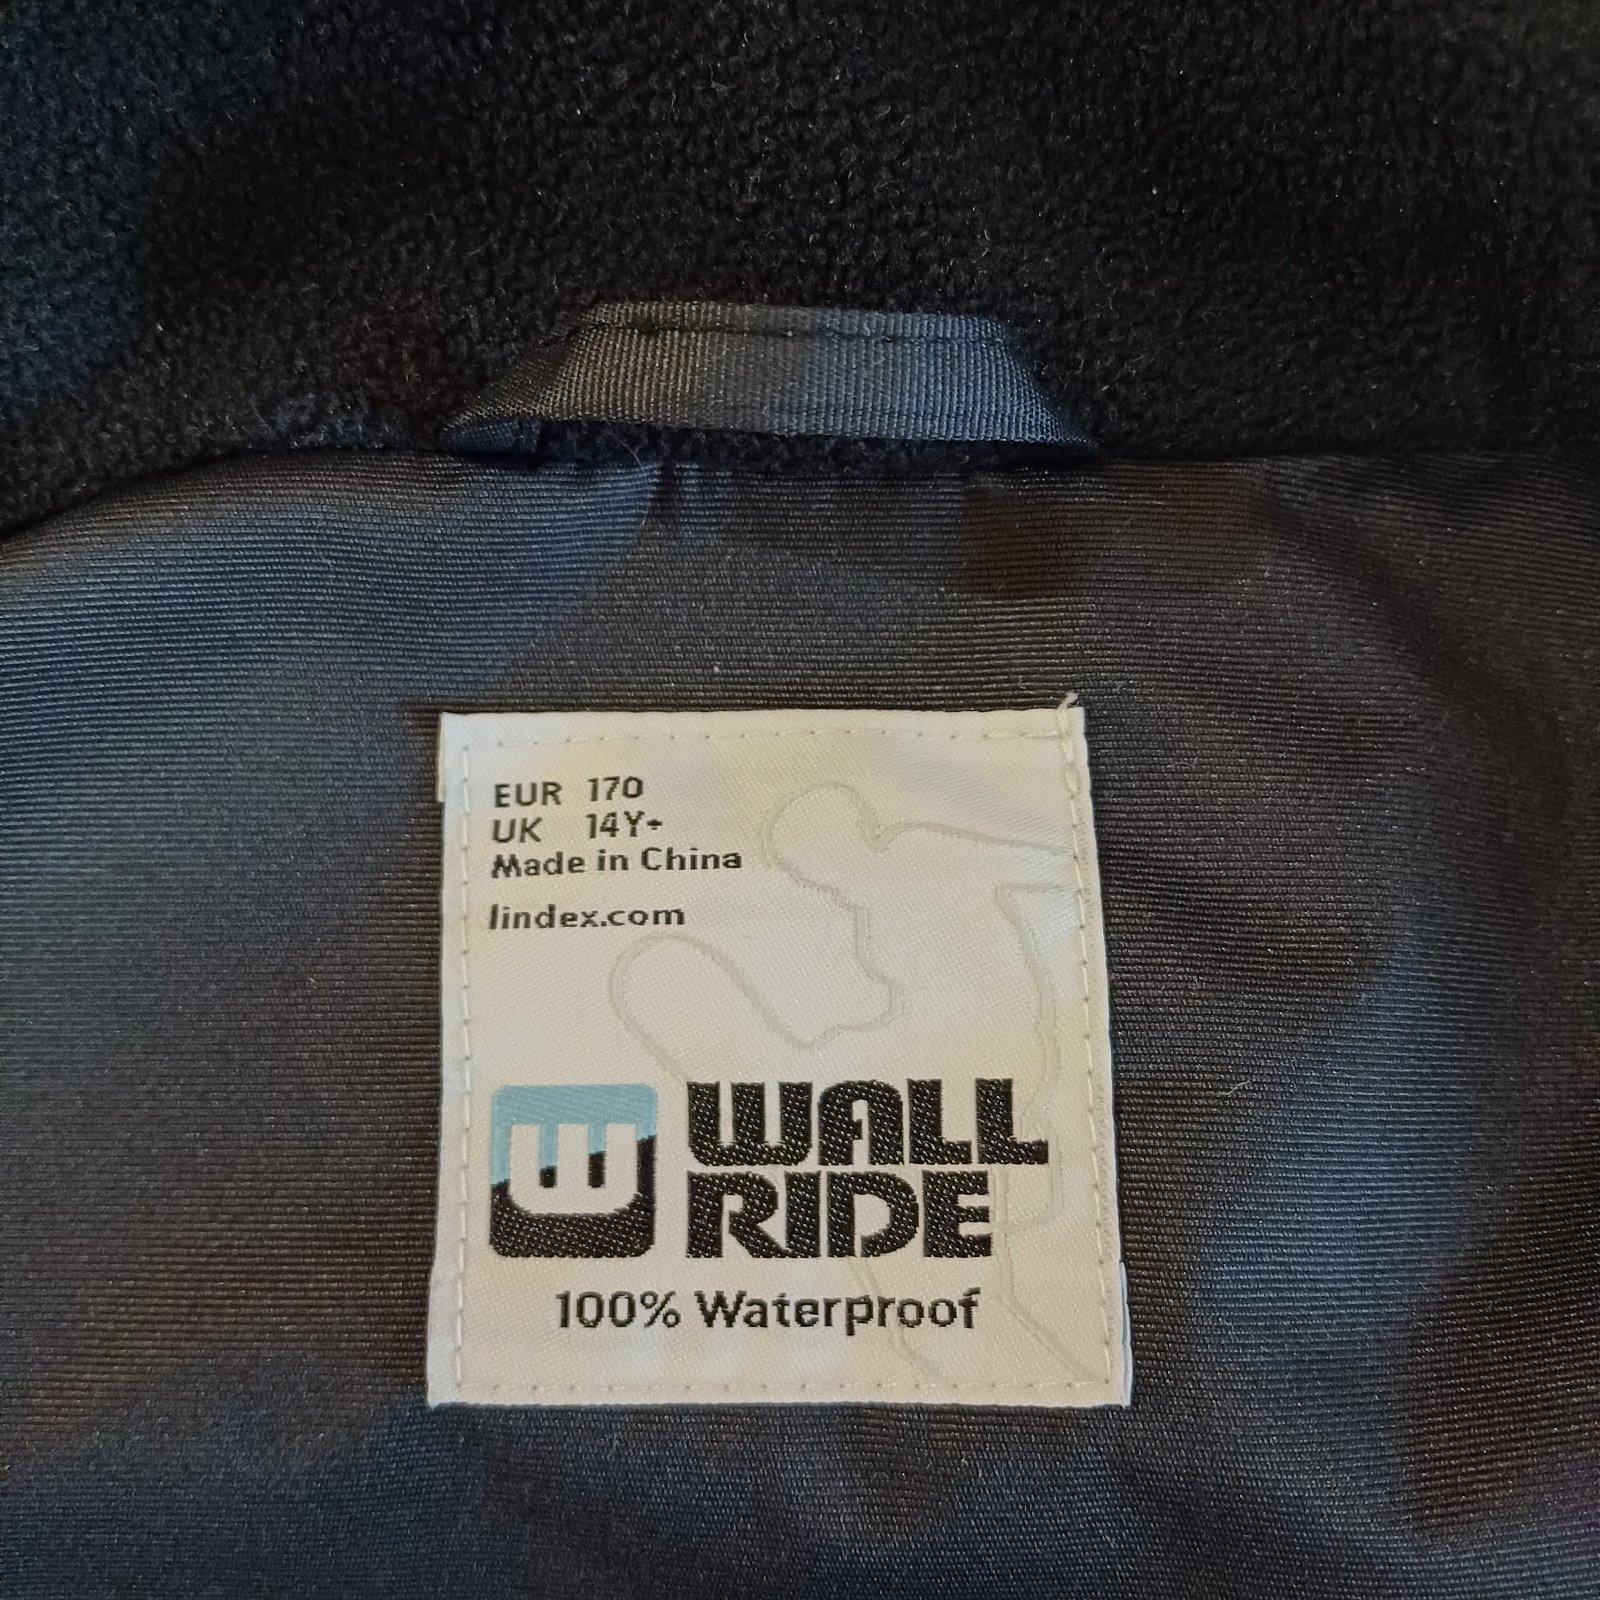 EUR 170
UK 14Y+
Made in China
lindex.com
WALL
RIDE
100% Waterproof